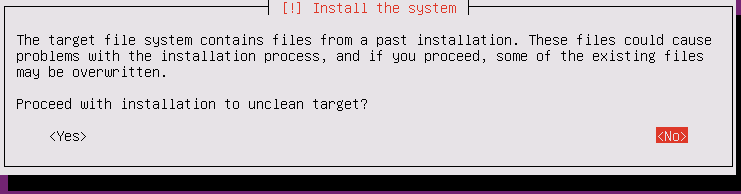 [!] Install the system
The target file system contains files from a past installation. These files could cause
problems with the installation process, and if you proceed, some of the existing files
may be overwritten.
Proceed with installation to unclean target?
<Yes> <No>